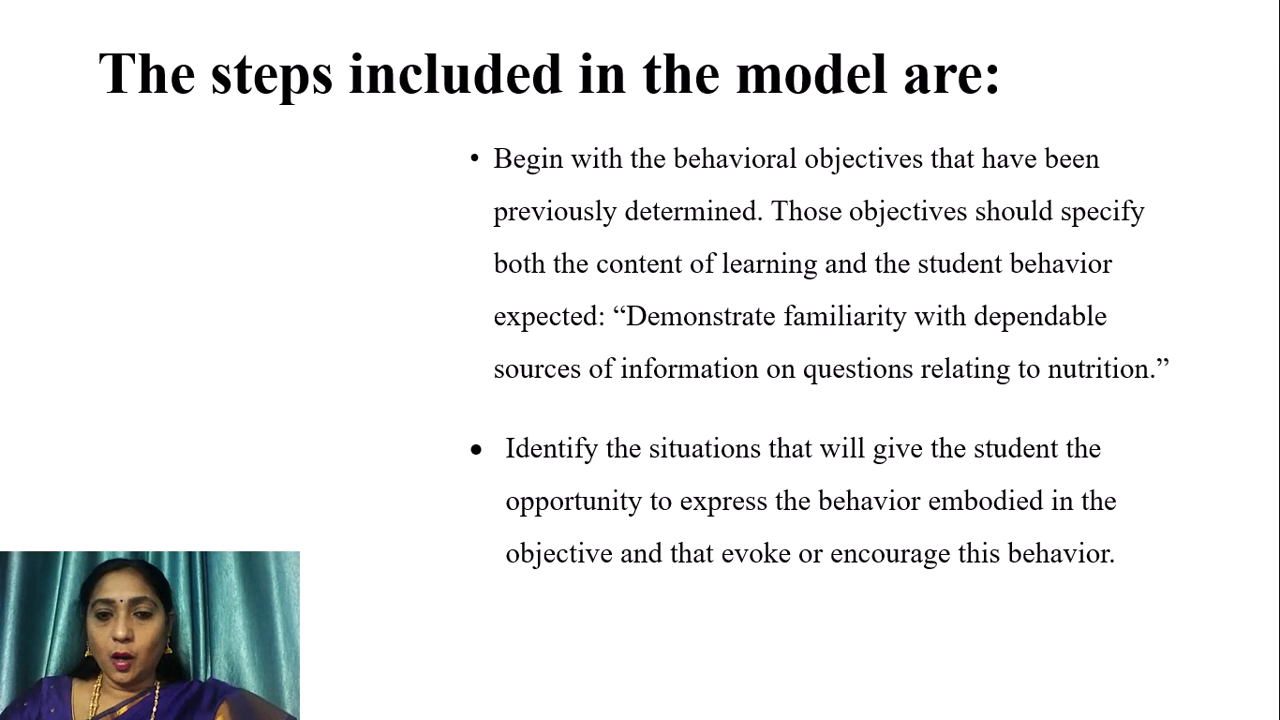 The steps included in the model are:
• Begin with the behavioral objectives that have been
previously determined. Those objectives should specify
both the content of learning and the student behavior
expected: “Demonstrate familiarity with dependable
sources of information on questions relating to nutrition.”
• Identify the situations that will give the student the
opportunity to express the behavior embodied in the
objective and that evoke or encourage this behavior.